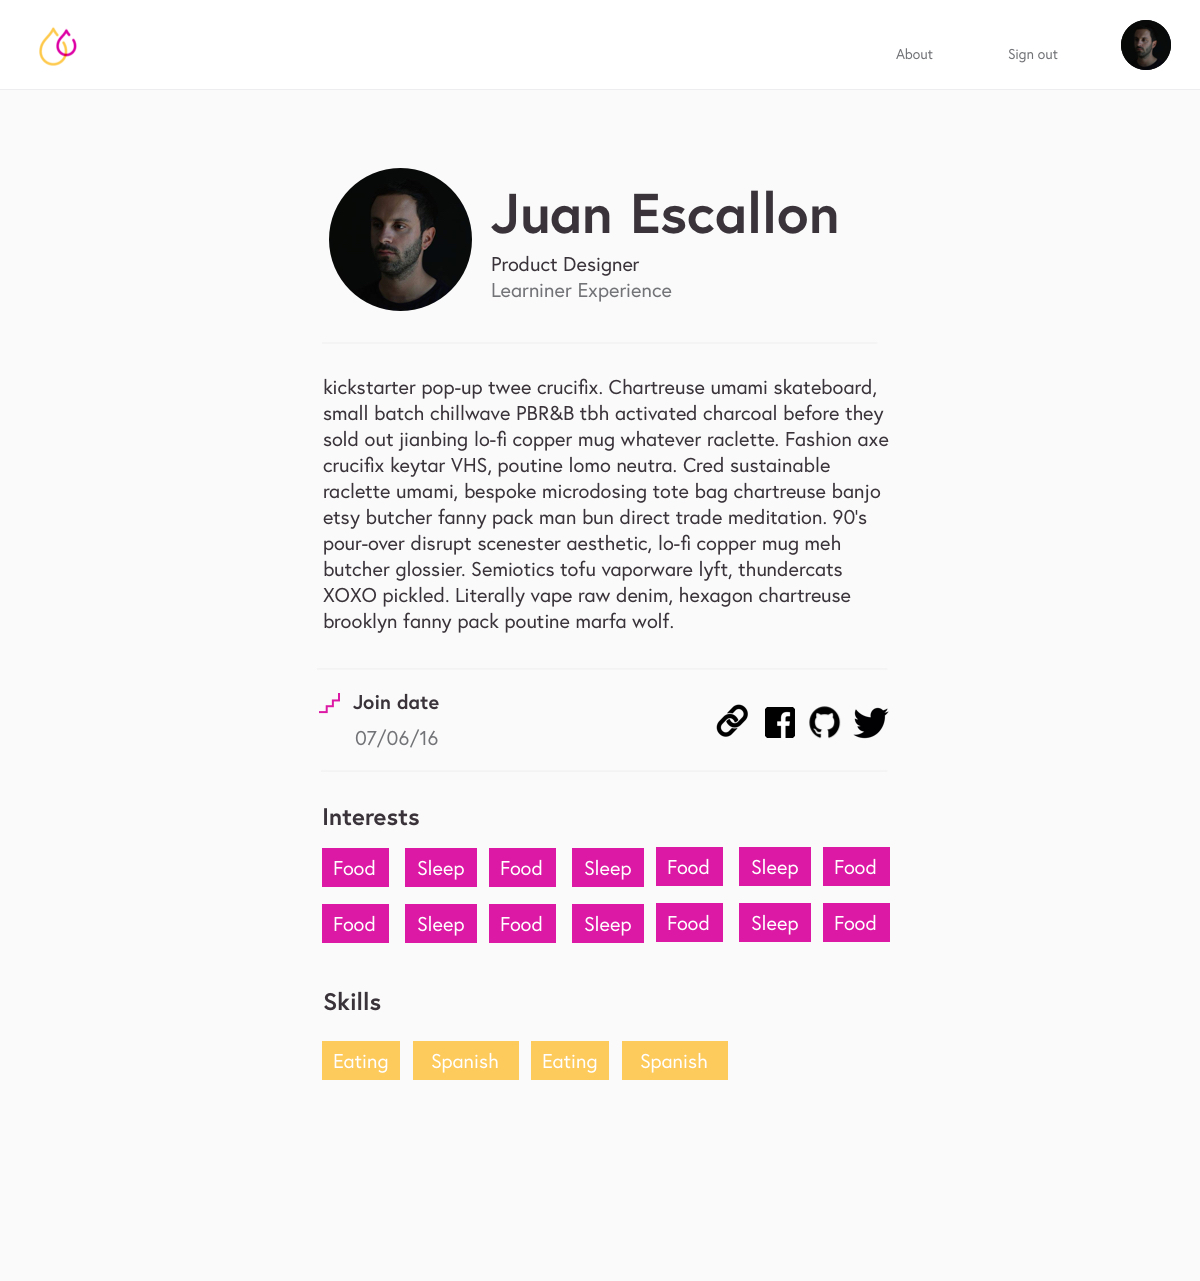 About
Sign out
Juan Escallon
Product Designer
Learniner Experience
kickstarter pop-up twee crucifix. Chartreuse umami skateboard,
small batch chillwave PBR&B tbh activated charcoal before they
sold out jianbing lo-fi copper mug whatever raclette. Fashion axe
crucifix keytar VHS, poutine lomo neutra. Cred sustainable
raclette umami, bespoke microdosing tote bag chartreuse banjo
etsy butcher fanny pack man bun direct trade meditation. 90's
pour-over disrupt scenester aesthetic, lo-fi copper mug meh
butcher glossier. Semiotics tofu vaporware lyft, thundercats
XOXO pickled. Literally vape raw denim, hexagon chartreuse
brooklyn fanny pack poutine marfa wolf.
Join date
07/06/16
Interests
Food Sleep Food Sleep Food Sleep Food
Food Sleep Food Sleep Food Sleep Food
Skills
Eating Spanish Eating Spanish